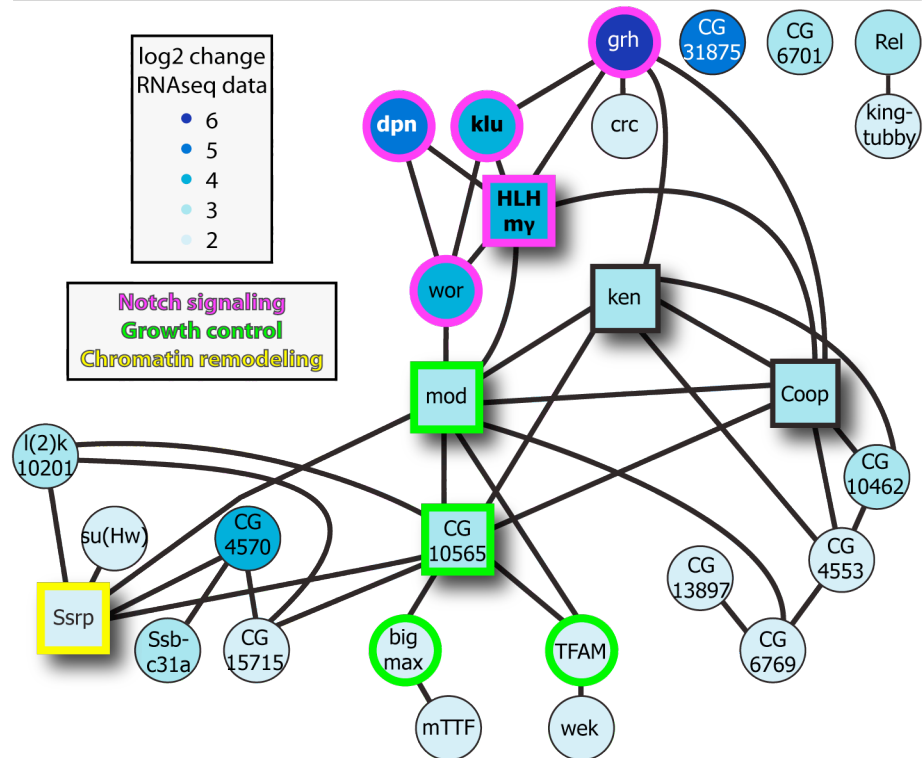 log2 change
RNAseq data
6
5
4
3
2
Notch signaling
Growth control
Chromatin remodeling
grh
CG
31875
CG
6701
Rel
dpn
klu
crc
king-
tubby
HLH
mγ
wor
ken
mod
Coop
l(2)k
10201
CG
10462
su(Hw)
CG
4570
CG
10565
CG
13897
CG
4553
Ssrp
Ssb-
c31a
CG
15715
big
max
TFAM
CG
6769
mTTF
wek